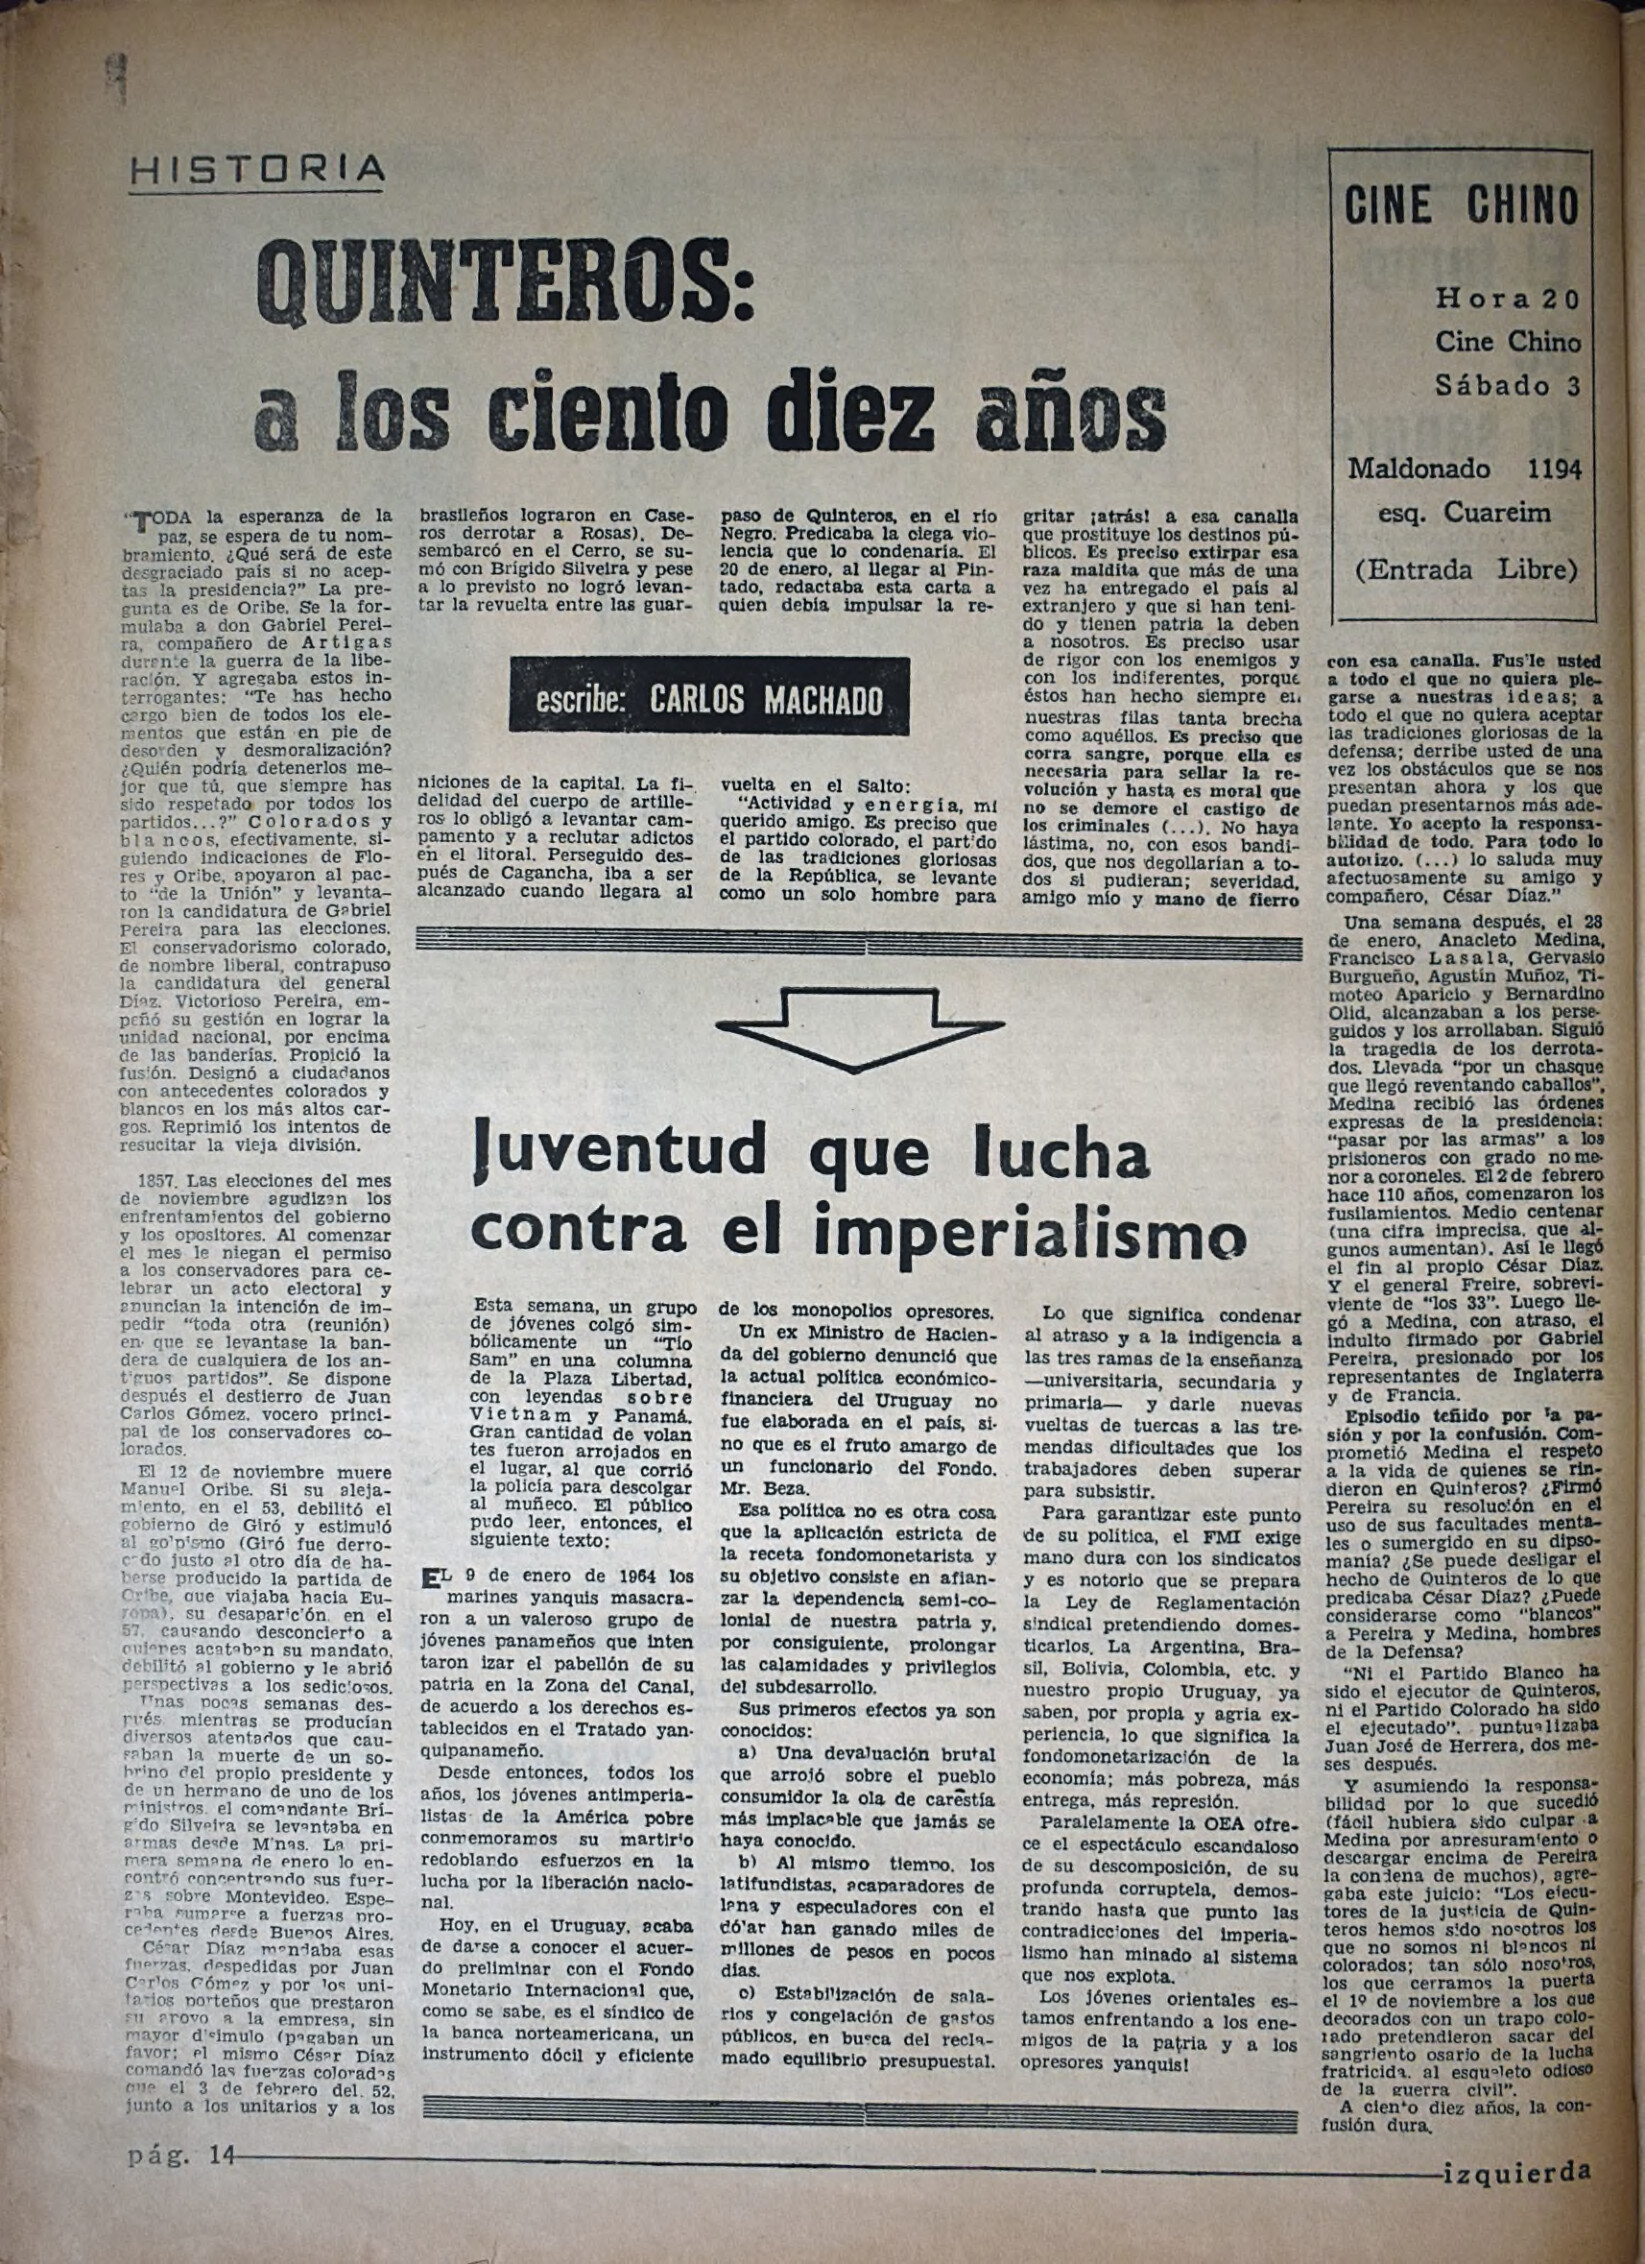 HISTORIA
QUINTEROS:
a los ciento diez años
"TODA la esperanza de la
paz, se espera de tu nom-
bramiento. ¿Qué será de este
desgraciado país si no acep-
tas la presidencia?" La pre-
gunta es de Oribe. Se la for-
mulaba a don Gabriel Perei-
ra, compañero de Artigas
durante la guerra de la libe-
ración. Y agregaba estos in-
terrogantes: "Te has hecho
cargo bien de todos los ele-
mentos que están en pie de
desorden y desmoralización?
¿Quién podría detenerlos me-
jor que tú, que siempre has
sido respetado por todos los
partidos...?" Colorados y
blancos, efectivamente, si-
guiendo indicaciones de Flo-
res y Oribe, apoyaron al pac-
to "de la Unión" y levanta-
ron la candidatura de Gabriel
Pereira para las elecciones.
El conservadorismo colorado,
de nombre liberal, contrapuso
la candidatura del general
Díaz. Victorioso Pereira, em-
peñó su gestión en lograr la
unidad nacional, por encima
de las banderías. Propició la
fusión. Designó a ciudadanos
con antecedentes colorados y
blancos en los más altos car-
gos. Reprimió los intentos de
resucitar la vieja división.
1857. Las elecciones del mes
de noviembre agudizan los
enfrentamientos del gobierno
y los opositores. Al comenzar
el mes le niegan el permiso
a los conservadores para ce-
lebrar un acto electoral y
anuncian la intención de im-
pedir "toda otra (reunión)
en que se levantase la ban-
dera de cualquiera de los an-
tiguos partidos". Se dispone
después el destierro de Juan
Carlos Gómez, vocero princi-
pal de los conservadores co-
lorados.
El 12 de noviembre muere
Manuel Oribe. Si su aleja-
miento, en el 53, debilitó el
gobierno de Giró y estimuló
al golpismo (Giró fue derro-
cado justo al otro día de ha-
berse producido la partida de
Oribe, que viajaba hacia Eu-
ropa), su desaparición en el
57, causando desconcierto a
quienes acataban su mandato,
debilitó al gobierno y le abrió
perspectivas a los sediciosos.
Unas pocas semanas des-
pués mientras se producían
diversos atentados que cau-
saban la muerte de un so-
brino del propio presidente y
de un hermano de uno de los
ministros, el comandante Brí-
gido Silveira se levantaba en
armas desde Minas. La pri-
mera semana de enero lo en-
contró concentrando sus fuer-
zas sobre Montevideo. Espe-
raba sumarse a fuerzas pro-
cedentes desde Buenos Aires.
César Díaz mandaba esas
fuerzas, despedidas por Juan
Carlos Gómez y por los uni-
tarios porteños que prestaron
su apoyo a la empresa, sin
mayor disimulo (pagaban un
favor: el mismo César Díaz
comandó las fuerzas coloradas
que el 3 de febrero del 52,
junto a los unitarios y a los
brasileños lograron en Case-
ros derrotar a Rosas). De-
sembarcó en el Cerro, se su-
mó con Brígido Silveira y pese
a lo previsto no logró levan-
tar la revuelta entre las guar-
escribe: CARLOS MACHADO
niciones de la capital. La fi-
delidad del cuerpo de artille-
ros lo obligó a levantar cam-
pamento y a reclutar adictos
en el litoral. Perseguido des-
pués de Cagancha, iba a ser
alcanzado cuando llegara al
paso de Quinteros, en el río
Negro. Predicaba la ciega vio-
lencia que lo condenaría. El
20 de enero, al llegar al Pin-
tado, redactaba esta carta a
quien debía impulsar la re-
vuelta en el Salto:
"Actividad y energía, mi
querido amigo. Es preciso que
el partido colorado, el partido
de las tradiciones gloriosas
de la República, se levante
como un solo hombre para
gritar ¡atrás! a esa canalla
que prostituye los destinos pú-
blicos. Es preciso extirpar esa
raza maldita que más de una
vez ha entregado el país al
extranjero y que si han teni-
do y tienen patria la deben
a nosotros. Es preciso usar
de rigor con los enemigos y
con los indiferentes, porque
éstos han hecho siempre en
nuestras filas tanta brecha
como aquéllos. Es preciso que
corra sangre, porque ella es
necesaria para sellar la re-
volución y hasta es moral que
no se demore el castigo de
los criminales (...). No haya
lástima, no, con esos bandi-
dos, que nos degollarían a to-
dos si pudieran; severidad,
amigo mío y mano de fierro
CINE CHINO
Hora 20
Cine Chino
Sábado 3
Maldonado 1194
esq. Cuareim
(Entrada Libre)
con esa canalla. Fus'le usted
a todo el que no quiera ple-
garse a nuestras ideas; a
todo el que no quiera aceptar
las tradiciones gloriosas de la
defensa; derribe usted de una
vez los obstáculos que se nos
presentan ahora y los que
puedan presentarnos más ade-
lante. Yo acepto la responsa-
bilidad de todo. Para todo lo
autorizo. (...) lo saluda muy
afectuosamente su amigo y
compañero, César Díaz."
Una semana después, el 28
de enero, Anacleto Medina,
Francisco Lasala, Gervasio
Burgueño, Agustín Muñoz, Ti-
moteo Aparicio y Bernardino
Olid, alcanzaban a los perse-
guidos y los arrollaban. Siguió
la tragedia de los derrota-
dos. Llevada "por un chasque
que llegó reventando caballos",
Medina recibió las órdenes
expresas de la presidencia:
"pasar por las armas" a los
prisioneros con grado no me-
nor a coroneles. El 2 de febrero
hace 110 años, comenzaron los
fusilamientos. Medio centenar
(una cifra imprecisa, que al-
gunos aumentan). Así le llegó
el fin al propio César Díaz.
Y el general Freire, sobrevi-
viente de "los 33". Luego lle-
gó a Medina, con atraso, el
indulto firmado por Gabriel
Pereira, presionado por los
representantes de Inglaterra
y de Francia.
Episodio teñido por la pa-
sión y por la confusión. Com-
prometió Medina el respeto
a la vida de quienes se rin-
dieron en Quinteros? ¿Firmó
Pereira su resolución en el
uso de sus facultades menta-
les o sumergido en su dipso-
manía? ¿Se puede desligar el
hecho de Quinteros de lo que
predicaba César Díaz? ¿Puede
considerarse como "blancos"
a Pereira y Medina, hombres
de la Defensa?
"Ni el Partido Blanco ha
sido el ejecutor de Quinteros,
ni el Partido Colorado ha sido
el ejecutado". puntualizaba
Juan José de Herrera, dos me-
ses después.
Y asumiendo la responsa-
bilidad por lo que sucedió
(fácil hubiera sido culpar a
Medina por apresuramiento o
descargar encima de Pereira
la condena de muchos), agre-
gaba este juicio: "Los ejecu-
tores de la justicia de Quin-
teros hemos sido nosotros los
que no somos ni blancos ni
colorados; tan sólo nosotros,
los que cerramos la puerta
el 1º de noviembre a los que
decorados con un trapo colo-
rado pretendieron sacar del
sangriento osario de la lucha
fratricida, al esqueleto odioso
de la guerra civil".
A ciento diez años, la con-
fusión dura.
Juventud que lucha
contra el imperialismo
Esta semana, un grupo
de jóvenes colgó sim-
bólicamente un "Tío
Sam" en una columna
de la Plaza Libertad,
con leyendas sobre
Vietnam y Panamá.
Gran cantidad de volan
tes fueron arrojados en
el lugar, al que corrió
la policía para descolgar
al muñeco. El público
pudo leer, entonces, el
siguiente texto:
EL 9 de enero de 1964 los
marines yanquis masacra-
ron a un valeroso grupo de
jóvenes panameños que inten
taron izar el pabellón de su
patria en la Zona del Canal,
de acuerdo a los derechos es-
tablecidos en el Tratado yan-
quipanameño.
Desde entonces, todos los
años, los jóvenes antimperia-
listas de la América pobre
conmemoramos su martirio
redoblando esfuerzos en la
lucha por la liberación nacio-
nal.
Hoy, en el Uruguay, acaba
de darse a conocer el acuer-
do preliminar con el Fondo
Monetario Internacional que,
como se sabe, es el síndico de
la banca norteamericana, un
instrumento dócil y eficiente
de los monopolios opresores.
Un ex Ministro de Hacien-
da del gobierno denunció que
la actual política económico-
financiera del Uruguay no
fue elaborada en el país, si-
no que es el fruto amargo de
un funcionario del Fondo,
Mr. Beza.
Esa política no es otra cosa
que la aplicación estricta de
la receta fondomonetarista y
su objetivo consiste en afian-
zar la dependencia semi-co-
lonial de nuestra patria y,
por consiguiente, prolongar
las calamidades y privilegios
del subdesarrollo.
Sus primeros efectos ya son
conocidos:
a) Una devaluación brutal
que arrojó sobre el pueblo
consumidor la ola de carestía
más implacable que jamás se
haya conocido.
b) Al mismo tiempo, los
latifundistas, acaparadores de
lana y especuladores con el
dólar han ganado miles de
millones de pesos en pocos
días.
c) Estabilización de sala-
rios y congelación de gastos
públicos, en busca del recla-
mado equilibrio presupuestal.
Lo que significa condenar
al atraso y a la indigencia a
las tres ramas de la enseñanza
—universitaria, secundaria y
primaria— y darle nuevas
vueltas de tuercas a las tre-
mendas dificultades que los
trabajadores deben superar
para subsistir.
Para garantizar este punto
de su política, el FMI exige
mano dura con los sindicatos
y es notorio que se prepara
la Ley de Reglamentación
sindical pretendiendo domes-
ticarlos. La Argentina, Bra-
sil, Bolivia, Colombia, etc. y
nuestro propio Uruguay, ya
saben, por propia y agria ex-
periencia, lo que significa la
fondomonetarización de la
economía; más pobreza, más
entrega, más represión.
Paralelamente la OEA ofre-
ce el espectáculo escandaloso
de su descomposición, de su
profunda corruptela, demos-
trando hasta que punto las
contradicciones del imperia-
lismo han minado al sistema
que nos explota.
Los jóvenes orientales es-
tamos enfrentando a los ene-
migos de la patria y a los
opresores yanquis!
pág. 14
izquierda